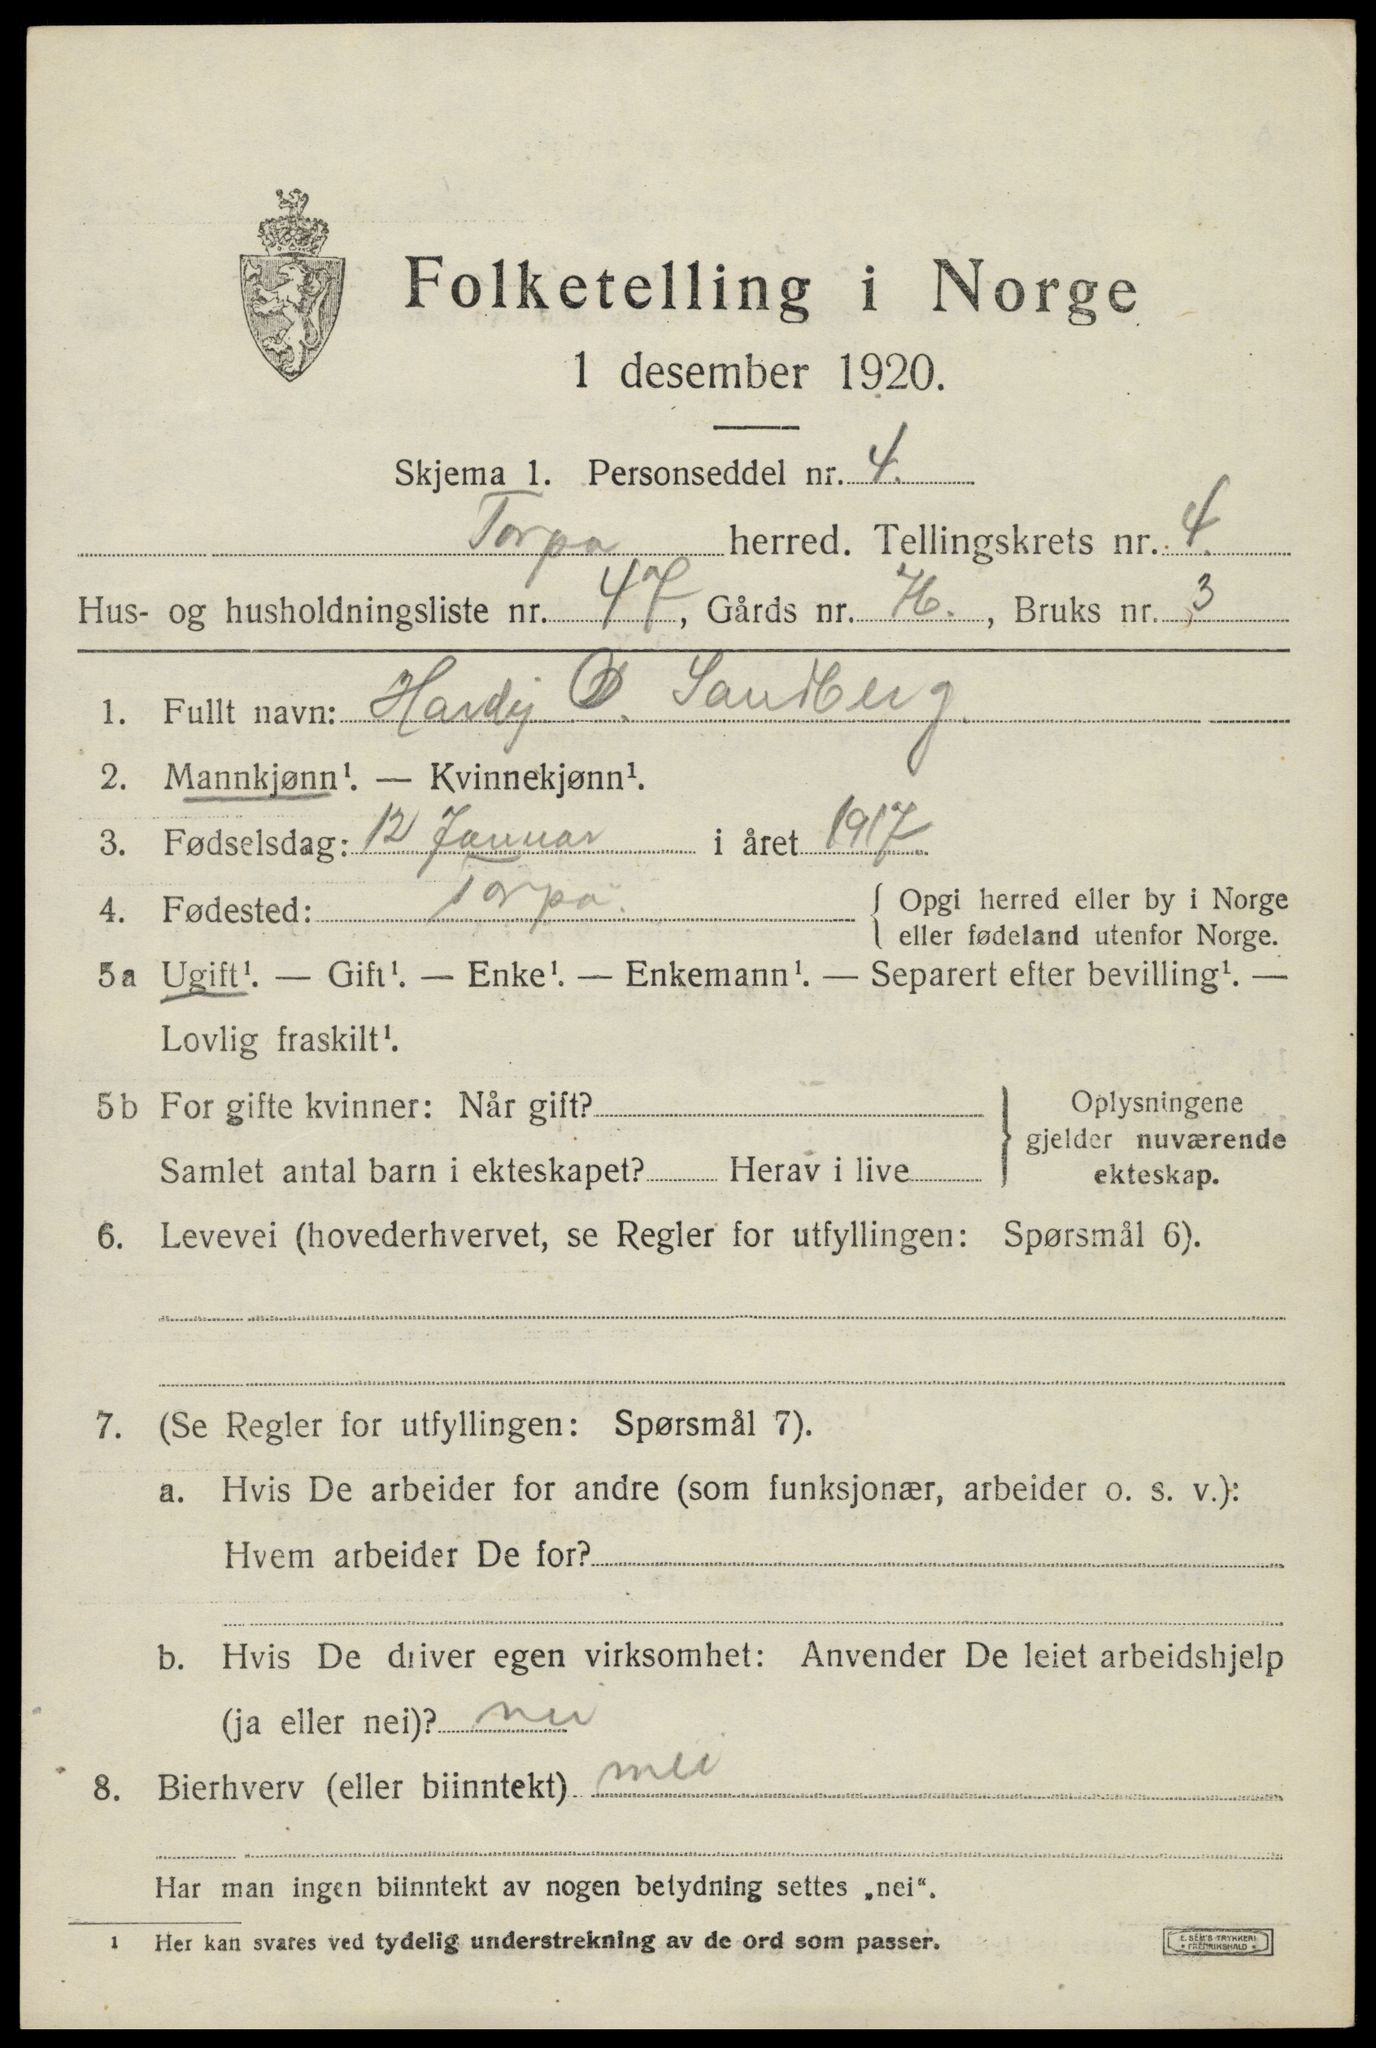 Folketelling i Norge
1 desember 1920.
Skjema 1. Personseddel nr. 4.
Torpa herred. Tellingskrets nr. 4.
Hus- og husholdningsliste nr. 47, Gårds nr. , Bruks nr. 3
1. Fullt navn: Hardy O. Sandberg.
2. Mannkjønn¹. — Kvinnekjønn¹.
3. Fødselsdag: 12 Januar i året 1917.
4. Fødested: Torpa. { Opgi herred eller by i Norge
eller fødeland utenfor Norge.
5a Ugift¹. — Gift¹. — Enke¹. — Enkemann¹. — Separert efter bevilling¹. —
Lovlig fraskilt¹.
5b For gifte kvinner: Når gift? } Oplysningene
gjelder nuværende
Samlet antal barn i ekteskapet? Herav i live ekteskap.
6. Levevei (hovederhvervet, se Regler for utfyllingen: Spørsmål 6).
7. (Se Regler for utfyllingen: Spørsmål 7).
a. Hvis De arbeider for andre (som funksjonær, arbeider o. s. v.):
Hvem arbeider De for?
b. Hvis De driver egen virksomhet: Anvender De leiet arbeidshjelp
(ja eller nei)? nei
8. Bierhverv (eller biinntekt) nei
Har man ingen biinntekt av nogen betydning settes „nei“.
1 Her kan svares ved tydelig understrekning av de ord som passer.
E. SEM'S TRYKKERI
• FREDRIKSHALD •